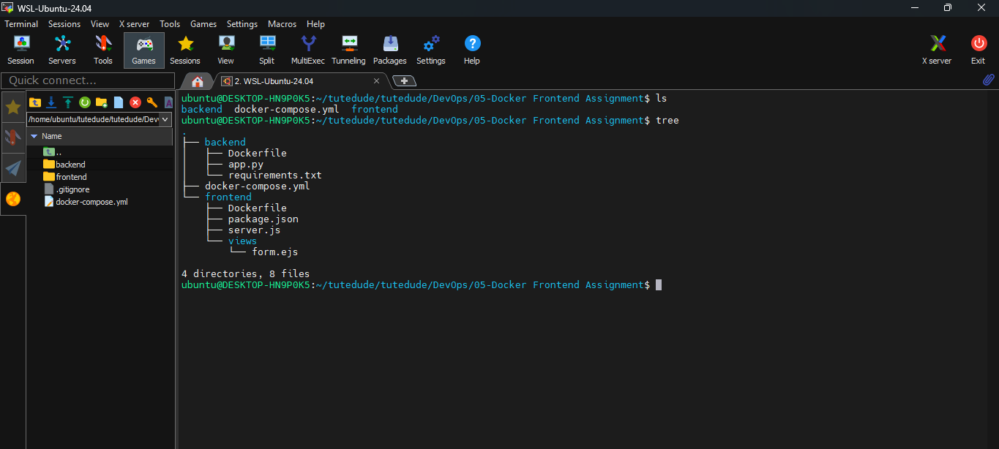 WSL-Ubuntu-24.04
Terminal Sessions View X server Tools Games Settings Macros Help
Session Servers Tools Games Sessions View Split MultiExec Tunneling Packages Settings Help X server Exit
Quick connect...
2. WSL-Ubuntu-24.04
/home/ubuntu/tutedude/tutedude/Dev
Name
..
backend
frontend
.gitignore
docker-compose.yml
ubuntu@DESKTOP-HN9P0K5:~/tutedude/tutedude/DevOps/05-Docker Frontend Assignment$ ls
backend  docker-compose.yml  frontend
ubuntu@DESKTOP-HN9P0K5:~/tutedude/tutedude/DevOps/05-Docker Frontend Assignment$ tree
.
├── backend
│   ├── Dockerfile
│   ├── app.py
│   └── requirements.txt
├── docker-compose.yml
└── frontend
    ├── Dockerfile
    ├── package.json
    ├── server.js
    └── views
        └── form.ejs
4 directories, 8 files
ubuntu@DESKTOP-HN9P0K5:~/tutedude/tutedude/DevOps/05-Docker Frontend Assignment$